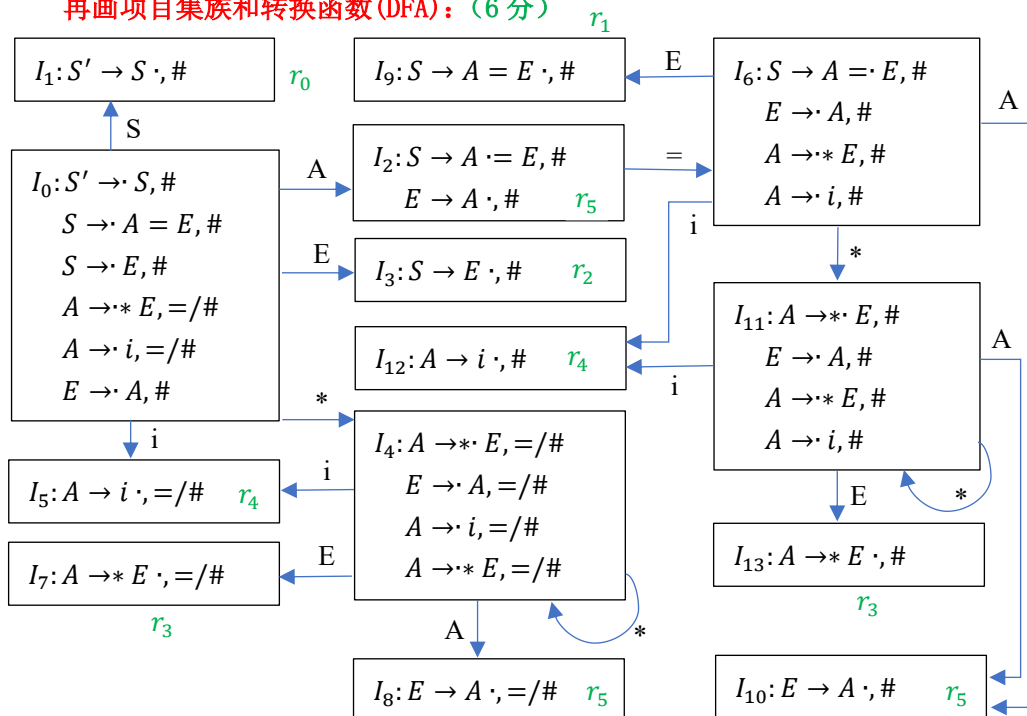 再画项目集族和转换函数(DFA):(6 分)
r₁
I₁: S′ → S ·, #
r₀
S
I₉: S → A = E ·, #
E
I₆: S → A =· E, #
E →· A, #
A →·∗ E, #
A →· i, #
A
I₀: S′ →· S, #
S →· A = E, #
S →· E, #
A →·∗ E, =/#
A →· i, =/#
E →· A, #
A
I₂: S → A ·= E, #
E → A ·, # r₅
=
E
I₃: S → E ·, # r₂
i
*
I₁₂: A → i ·, # r₄
i
I₁₁: A →∗· E, #
E →· A, #
A →·∗ E, #
A →· i, #
A
*
E
I₁₃: A →∗ E ·, #
r₃
*
i
I₄: A →∗· E, =/#
E →· A, =/#
A →· i, =/#
A →·∗ E, =/#
i
I₅: A → i ·, =/# r₄
E
I₇: A →∗ E ·, =/#
r₃
*
A
I₈: E → A ·, =/# r₅
I₁₀: E → A ·, # r₅